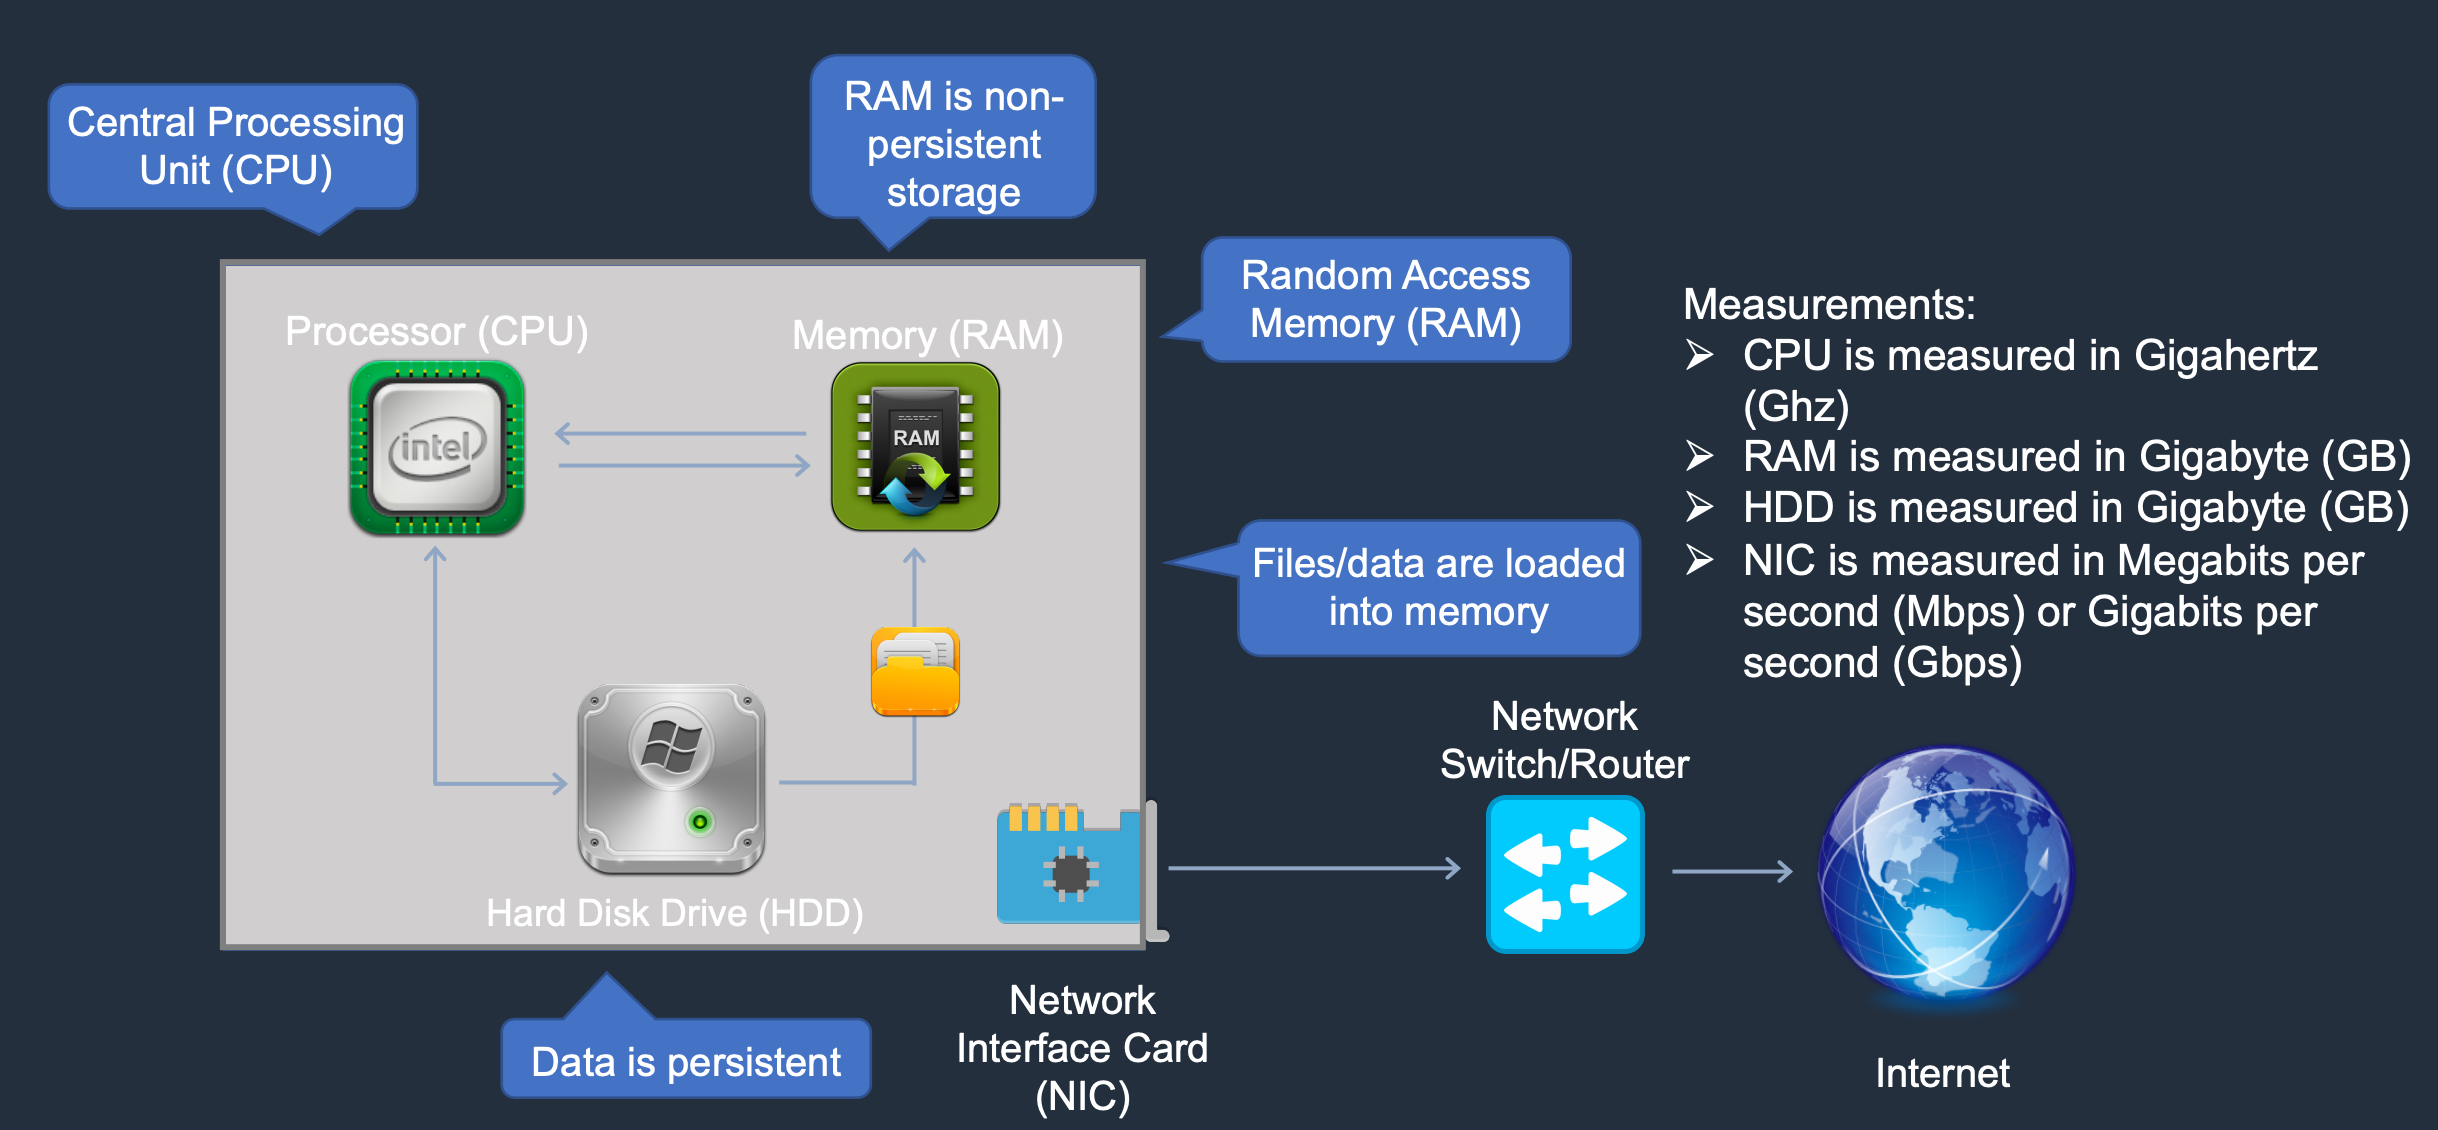 Central Processing
Unit (CPU)
RAM is non-
persistent
storage
Random Access
Memory (RAM)
Processor (CPU)
Memory (RAM)
intel
RAM
Measurements:
➢ CPU is measured in Gigahertz
(Ghz)
➢ RAM is measured in Gigabyte (GB)
➢ HDD is measured in Gigabyte (GB)
➢ NIC is measured in Megabits per
second (Mbps) or Gigabits per
second (Gbps)
Files/data are loaded
into memory
Network
Switch/Router
Hard Disk Drive (HDD)
Data is persistent
Network
Interface Card
(NIC)
Internet